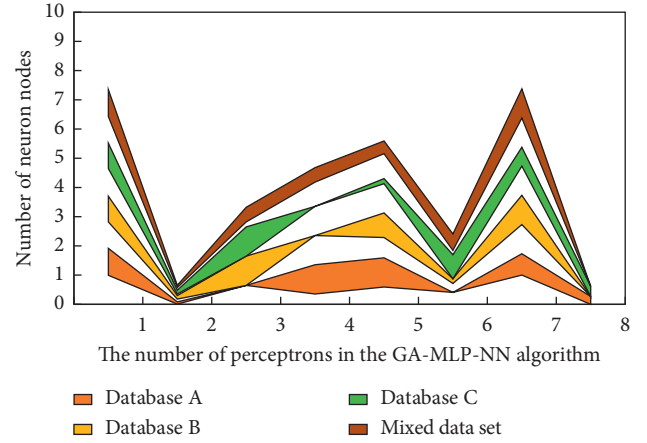 10
9
8
7
6
5
4
3
2
1
0
Number of neuron nodes
1 2 3 4 5 6 7 8
The number of perceptrons in the GA-MLP-NN algorithm
Database A
Database B
Database C
Mixed data set